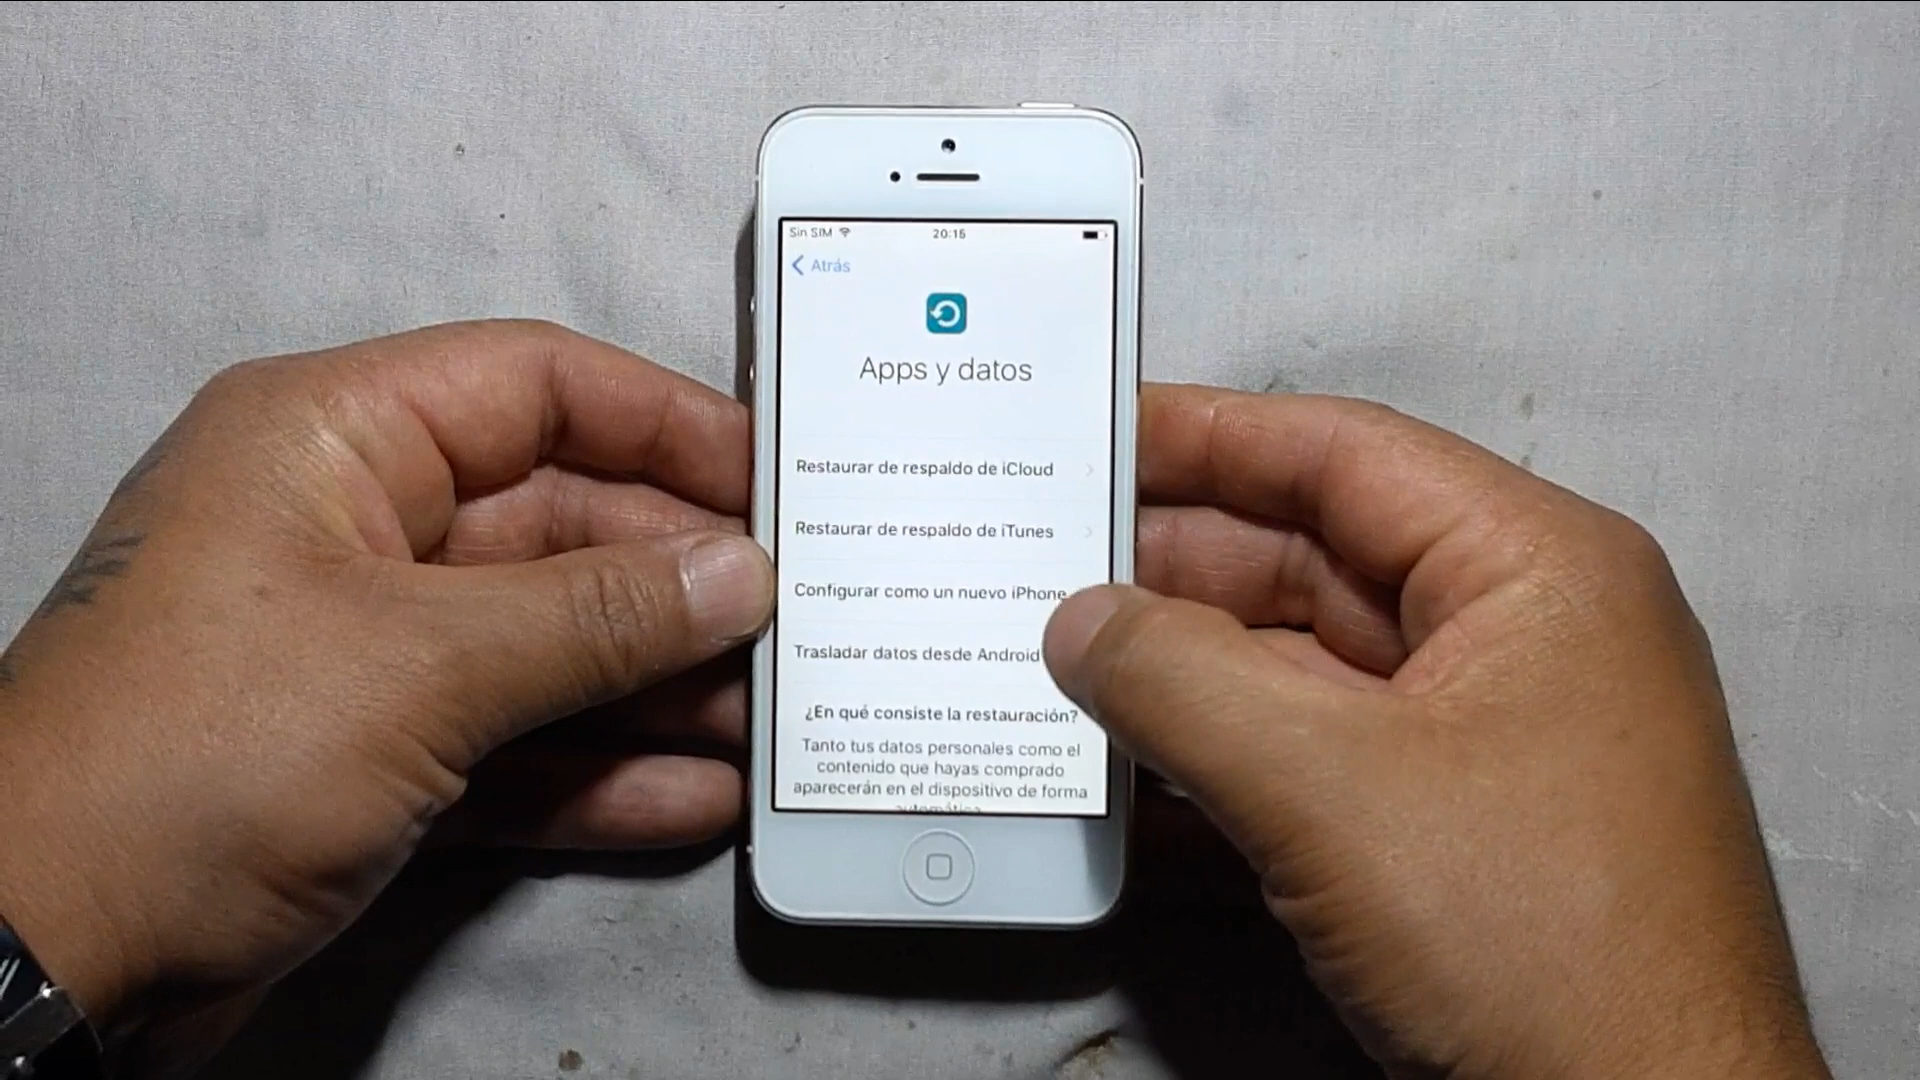 Sin SIM 20:15
Atrás
Apps y datos
Restaurar de respaldo de iCloud
Restaurar de respaldo de iTunes
Configurar como un nuevo iPhone
Trasladar datos desde Android
¿En qué consiste la restauración?
Tanto tus datos personales como el
contenido que hayas comprado
aparecerán en el dispositivo de forma
automática